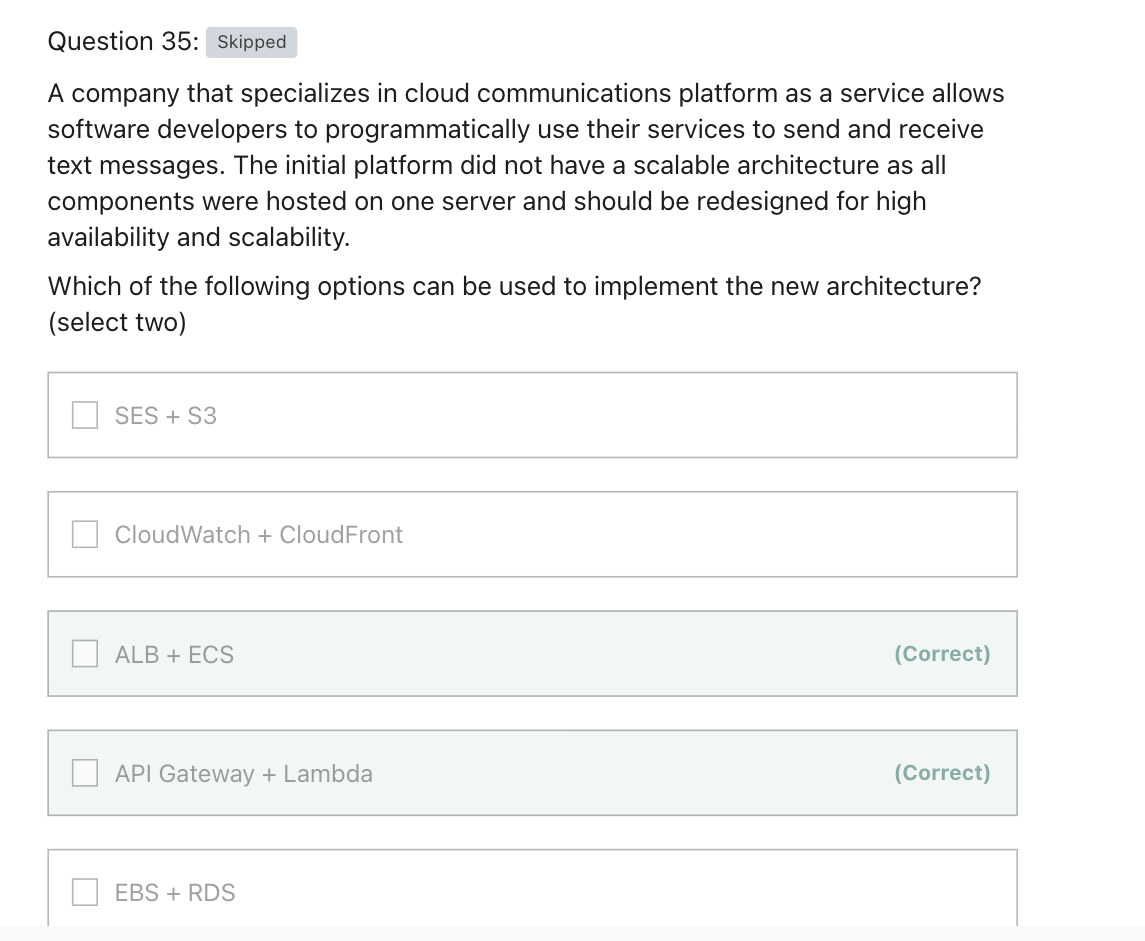 Question 35: Skipped
A company that specializes in cloud communications platform as a service allows
software developers to programmatically use their services to send and receive
text messages. The initial platform did not have a scalable architecture as all
components were hosted on one server and should be redesigned for high
availability and scalability.
Which of the following options can be used to implement the new architecture?
(select two)
SES + S3
CloudWatch + CloudFront
ALB + ECS (Correct)
API Gateway + Lambda (Correct)
EBS + RDS